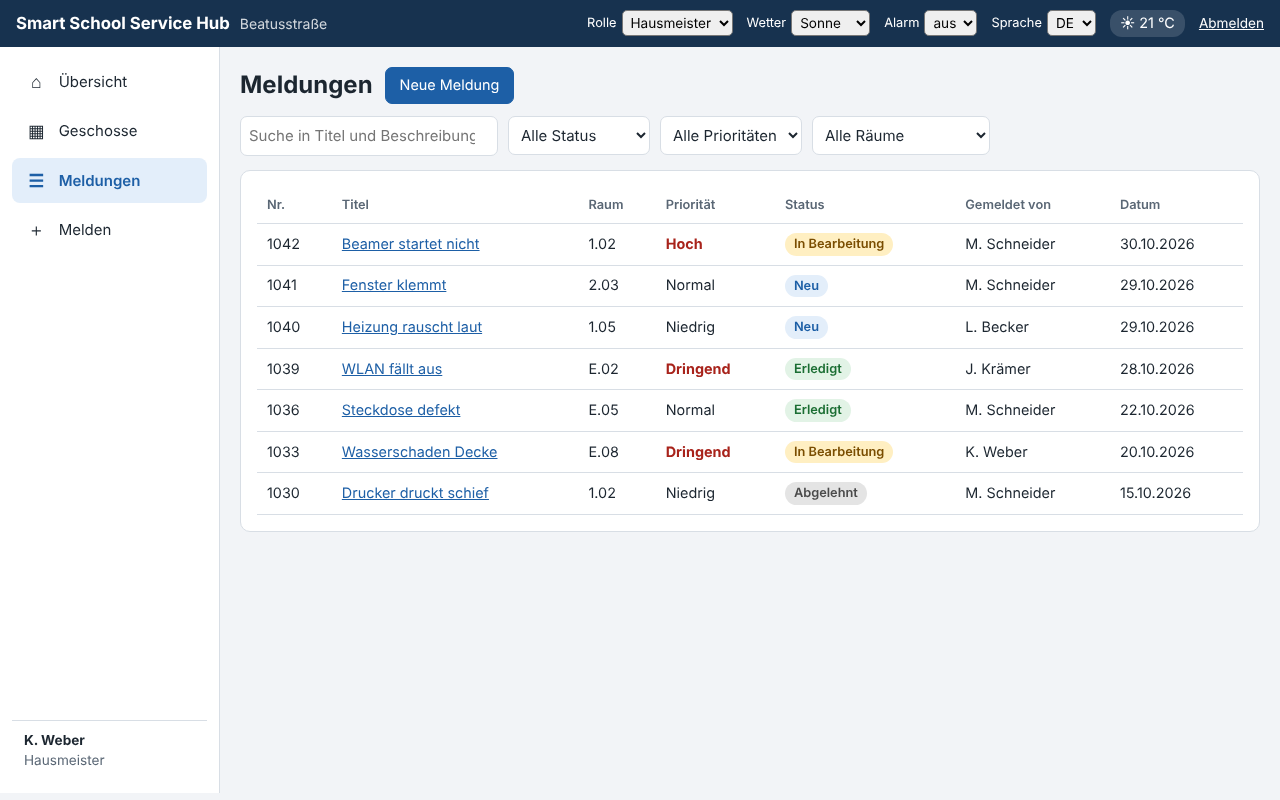 Smart School Service Hub Beatusstraße
Rolle Hausmeister Wetter Sonne Alarm aus Sprache DE ☀ 21 °C Abmelden
Übersicht
Geschosse
Meldungen
Melden
K. Weber
Hausmeister
Meldungen Neue Meldung
Suche in Titel und Beschreibung Alle Status Alle Prioritäten Alle Räume
Nr. Titel Raum Priorität Status Gemeldet von Datum
1042 Beamer startet nicht 1.02 Hoch In Bearbeitung M. Schneider 30.10.2026
1041 Fenster klemmt 2.03 Normal Neu M. Schneider 29.10.2026
1040 Heizung rauscht laut 1.05 Niedrig Neu L. Becker 29.10.2026
1039 WLAN fällt aus E.02 Dringend Erledigt J. Krämer 28.10.2026
1036 Steckdose defekt E.05 Normal Erledigt M. Schneider 22.10.2026
1033 Wasserschaden Decke E.08 Dringend In Bearbeitung K. Weber 20.10.2026
1030 Drucker druckt schief 1.02 Niedrig Abgelehnt M. Schneider 15.10.2026